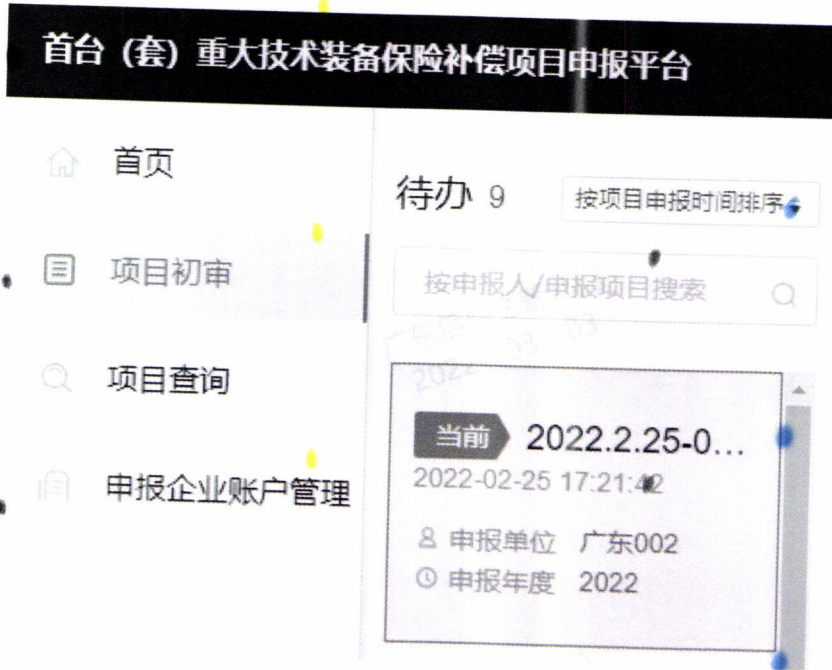 首台（套）重大技术装备保险补偿项目申报平台
首页
项目初审
项目查询
申报企业账户管理
待办 9
按项目申报时间排序
按申报人/申报项目搜索
2022 03 03
当前 2022.2.25-0...
2022-02-25 17:21:42
申报单位 广东002
申报年度 2022